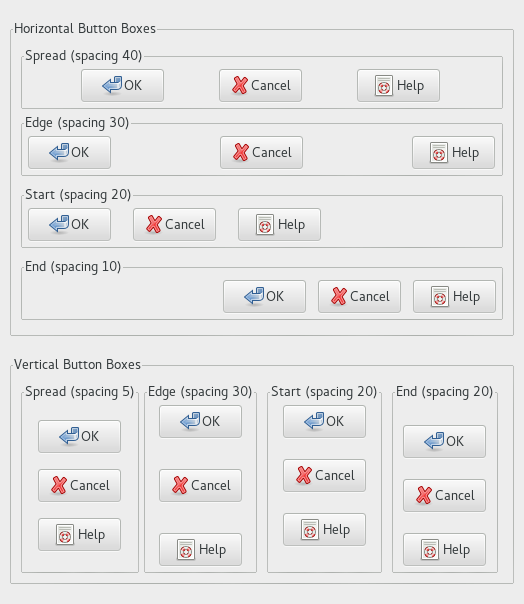 Horizontal Button Boxes
Spread (spacing 40)
OK Cancel Help
Edge (spacing 30)
OK Cancel Help
Start (spacing 20)
OK Cancel Help
End (spacing 10)
OK Cancel Help
Vertical Button Boxes
Spread (spacing 5)
OK
Cancel
Help
Edge (spacing 30)
OK
Cancel
Help
Start (spacing 20)
OK
Cancel
Help
End (spacing 20)
OK
Cancel
Help